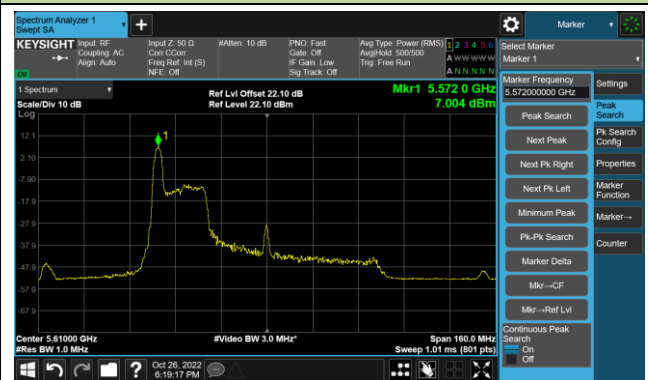 Spectrum Analyzer 1
Swept SA
Marker
KEYSIGHT
Input: RF
Coupling: AC
Align: Auto
Input Z: 50 Ω
Corr CCorr
Freq Ref: Int (S)
NFE: Off
#Atten: 10 dB
PNO: Fast
Gate: Off
IF Gain: Low
Sig Track: Off
Avg Type: Power (RMS)
Avg|Hold: 500/500
Trig: Free Run
1 2 3 4 5 6
A W W W W W
A N N N N N
Select Marker
Marker 1
1 Spectrum
Scale/Div 10 dB
Log
Ref Lvl Offset 22.10 dB
Ref Level 22.10 dBm
Mkr1 5.572 0 GHz
7.004 dBm
1
12.1
2.10
-7.90
-17.9
-27.9
-37.9
-47.9
-57.9
-67.9
Center 5.61000 GHz
#Res BW 1.0 MHz
#Video BW 3.0 MHz*
Span 160.0 MHz
Sweep 1.01 ms (801 pts)
Marker Frequency
5.572000000 GHz
Peak Search
Next Peak
Next Pk Right
Next Pk Left
Minimum Peak
Pk-Pk Search
Marker Delta
Mkr→CF
Mkr→Ref Lvl
Continuous Peak
Search
On
Off
Settings
Peak
Search
Pk Search
Config
Properties
Marker
Function
Marker→
Counter
Oct 26, 2022
6:19:17 PM